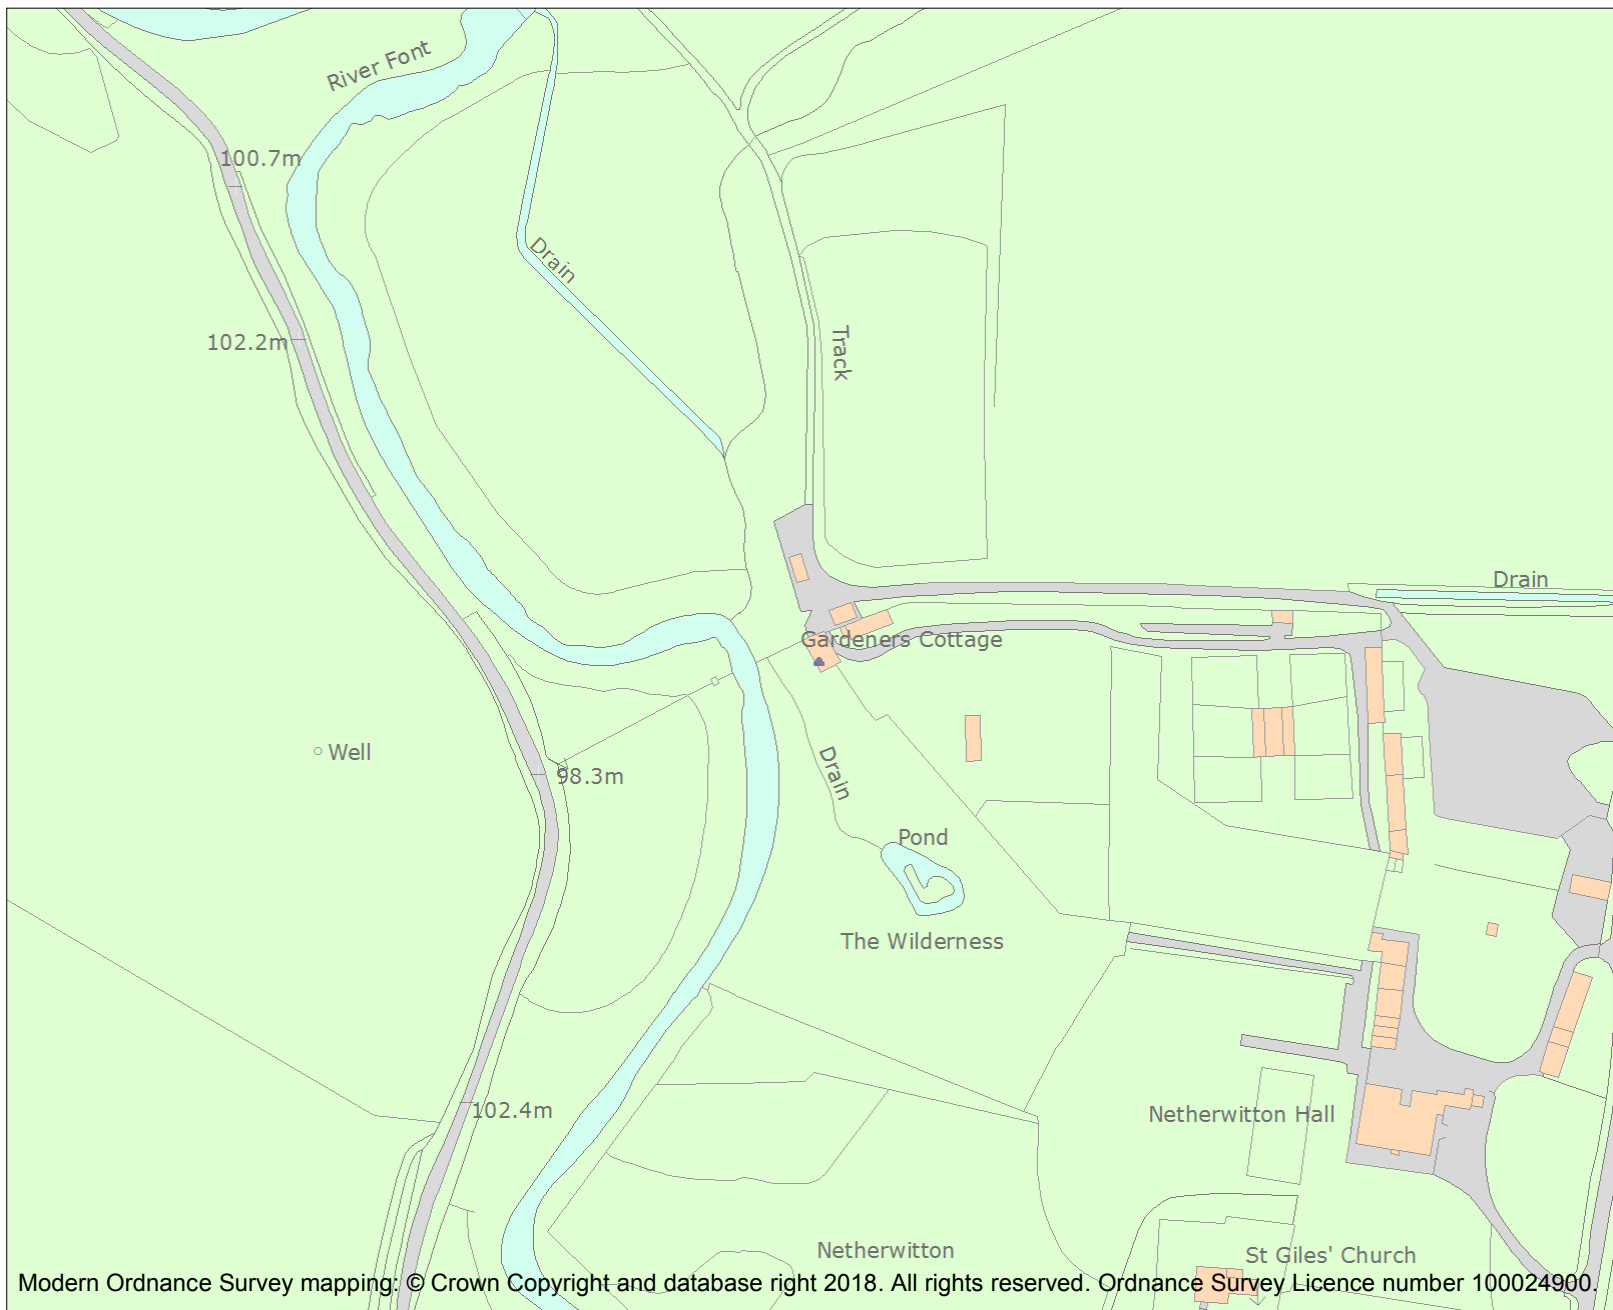 River Font
100.7m
Drain
102.2m
Track
Drain
Gardeners Cottage
Well
98.3m
Drain
Pond
The Wilderness
102.4m
Netherwitton Hall
Netherwitton
St Giles' Church
Modern Ordnance Survey mapping: © Crown Copyright and database right 2018. All rights reserved. Ordnance Survey Licence number 100024900.